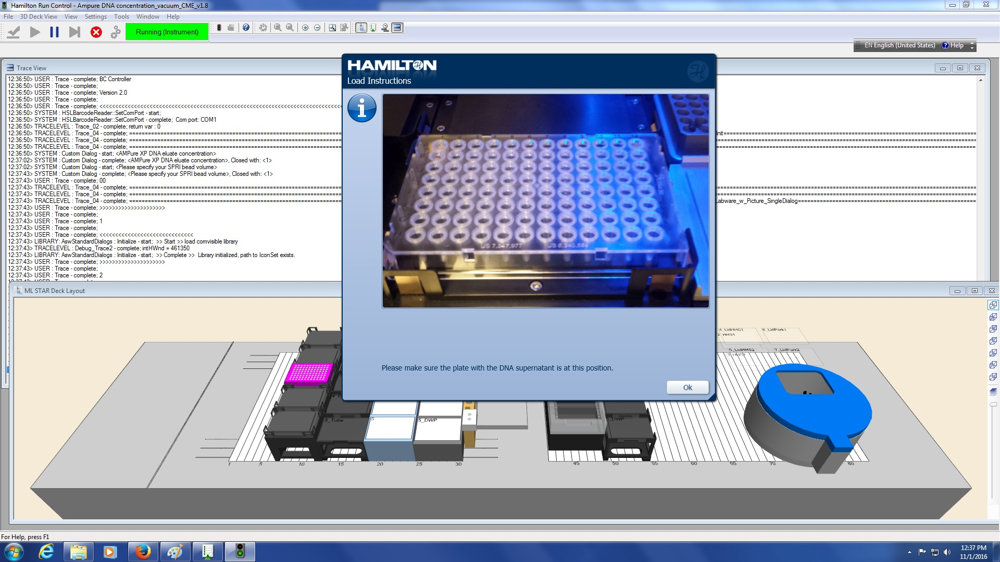 Hamilton Run Control - Ampure DNA concentration_vacuum_CME_v1.8
File 3D Deck View View Settings Tools Window Help
Running (Instrument)
EN English (United States) Help
Trace View
12:36:50> USER : Trace - complete; BC Controller
12:36:50> USER : Trace - complete;
12:36:50> USER : Trace - complete; Version 2.0
12:36:50> USER : Trace - complete;
12:36:50> USER : Trace - complete; <<<<<<<<<<<<<<<<<<<<<<<<<<<<<<<<<<<<<<<<<<<<<<<<<<<<<<<<<<<<<<<<<<<<<<<<<<<<
12:36:50> SYSTEM : HSLBarcodeReader::SetComPort - start;
12:36:50> SYSTEM : HSLBarcodeReader::SetComPort - complete; Com port: COM1
12:36:50> TRACELEVEL : Trace_02 - complete; return var : 0
12:36:50> TRACELEVEL : Trace_04 - complete; ==================================================================== Init====================================================================
12:36:50> TRACELEVEL : Trace_04 - complete; ====================================================================
12:36:50> TRACELEVEL : Trace_04 - complete; ====================================================================
12:36:50> SYSTEM : Custom Dialog - start; <AMPure XP DNA eluate concentration>
12:37:02> SYSTEM : Custom Dialog - complete; <AMPure XP DNA eluate concentration>, Closed with: <1>
12:37:02> SYSTEM : Custom Dialog - start; <Please specify your SPRI bead volume>
12:37:43> SYSTEM : Custom Dialog - complete; <Please specify your SPRI bead volume>, Closed with: <1>
12:37:43> USER : Trace - complete; 00
12:37:43> TRACELEVEL : Trace_04 - complete; ====================================================================
12:37:43> TRACELEVEL : Trace_04 - complete; ====================================================================
12:37:43> TRACELEVEL : Trace_04 - complete; ==================================================================== Labware_w_Picture_SingleDialog==============================================
12:37:43> USER : Trace - complete; >>>>>>>>>>>>>>>>>>>>>
12:37:43> USER : Trace - complete;
12:37:43> USER : Trace - complete; 1
12:37:43> USER : Trace - complete;
12:37:43> USER : Trace - complete; <<<<<<<<<<<<<<<<<<<<<<<<<<<<<<
12:37:43> LIBRARY: AswStandardDialogs : Initialize - start; >> Start >> load comvisible library
12:37:43> TRACELEVEL : Debug_Trace2 - complete; intHWnd = 461350
12:37:43> LIBRARY: AswStandardDialogs : Initialize - start; >> Complete >> Library initialized, path to IconSet exists.
12:37:43> USER : Trace - complete; >>>>>>>>>>>>>>>>>>>>>
12:37:43> USER : Trace - complete;
12:37:43> USER : Trace - complete; 2
HAMILTON
Load Instructions
US 7,347,977
Please make sure the plate with the DNA supernatant is at this position.
Ok
ML STAR Deck Layout
4_LidHHS1 6_LidPark1
5_LidHHS2 7_LidPark2
5_Tube 5 5_DWP
1 5 10 15 20 25 30 45 50 55 60 65 70 80
For Help, press F1
12:37 PM
11/1/2016